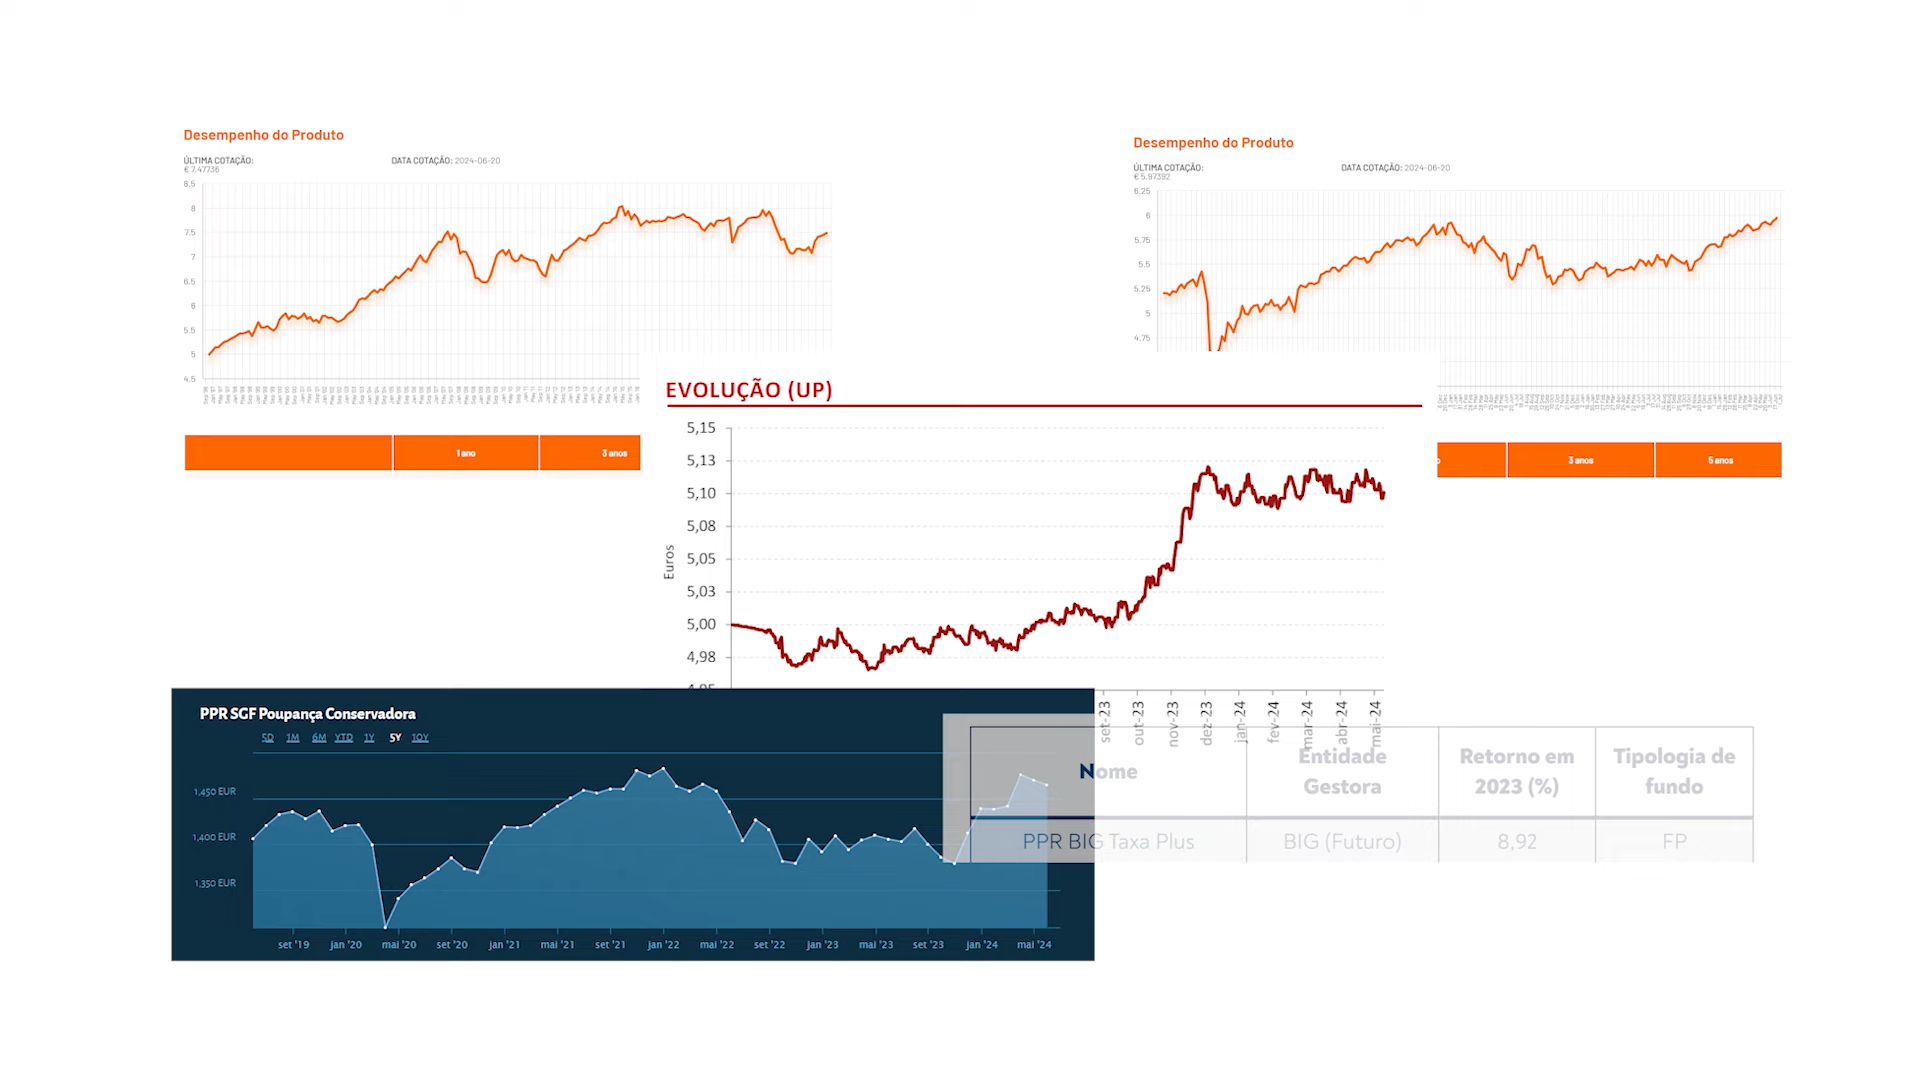 Desempenho do Produto
ÚLTIMA COTAÇÃO:
DATA COTAÇÃO: 2024-06-20
€ 7.47736
8.5
8
7.5
7
6.5
6
5.5
5
4.5
1 ano
3 anos
Desempenho do Produto
ÚLTIMA COTAÇÃO:
DATA COTAÇÃO: 2024-06-20
€ 5.97392
6.25
6
5.75
5.5
5.25
5
4.75
3 anos
5 anos
EVOLUÇÃO (UP)
5,15
5,13
5,10
5,08
5,05
5,03
5,00
4,98
Euros
set-23
out-23
nov-23
dez-23
jan-24
fev-24
mar-24
abr-24
mai-24
PPR SGF Poupança Conservadora
5D 1M 6M YTD 1Y 5Y 10Y
1,450 EUR
1,400 EUR
1,350 EUR
set '19 jan '20 mai '20 set '20 jan '21 mai '21 set '21 jan '22 mai '22 set '22 jan '23 mai '23 set '23 jan '24 mai '24
Nome
Entidade
Gestora
Retorno em
2023 (%)
Tipologia de
fundo
PPR BIG Taxa Plus
BIG (Futuro)
8,92
FP